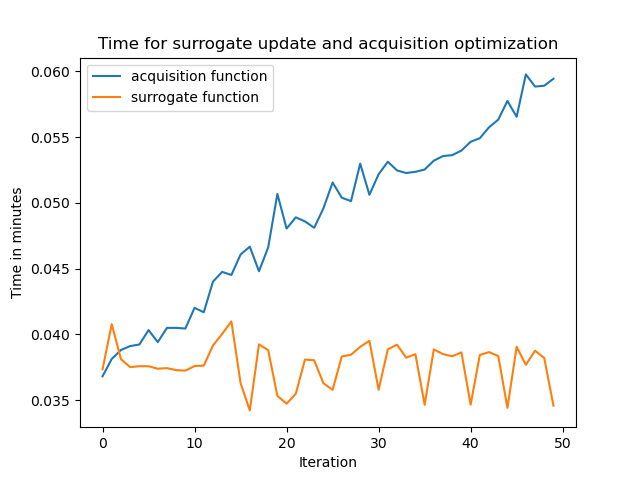 Time for surrogate update and acquisition optimization
acquisition function
surrogate function
0.060
0.055
0.050
0.045
0.040
0.035
Time in minutes
0 10 20 30 40 50
Iteration